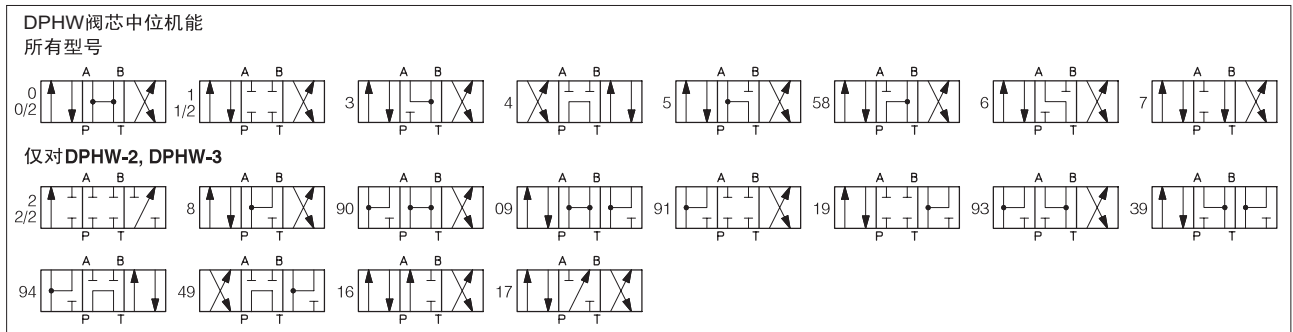 DPHW阀芯中位机能
所有型号
A B A B A B A B A B A B A B A B
0 1 3 4 5 58 6 7
0/2 1/2
P T P T P T P T P T P T P T P T
仅对DPHW-2, DPHW-3
A B A B A B A B A B A B A B A B
2 8 90 09 91 19 93 39
2/2
P T P T P T P T P T P T P T P T
A B A B A B A B
94 49 16 17
P T P T P T P T